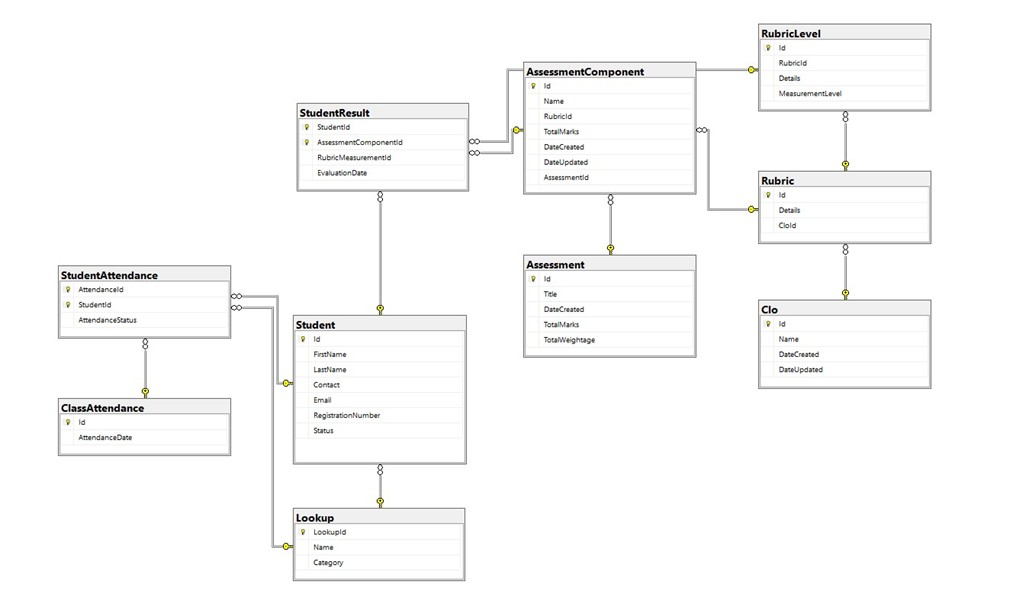 RubricLevel
Id
RubricId
Details
MeasurementLevel
AssessmentComponent
Id
Name
RubricId
TotalMarks
DateCreated
DateUpdated
AssessmentId
StudentResult
StudentId
AssessmentComponentId
RubricMeasurementId
EvaluationDate
Rubric
Id
Details
CloId
Assessment
Id
Title
DateCreated
TotalMarks
TotalWeightage
StudentAttendance
AttendanceId
StudentId
AttendanceStatus
Clo
Id
Name
DateCreated
DateUpdated
Student
Id
FirstName
LastName
Contact
Email
RegistrationNumber
Status
ClassAttendance
Id
AttendanceDate
Lookup
LookupId
Name
Category